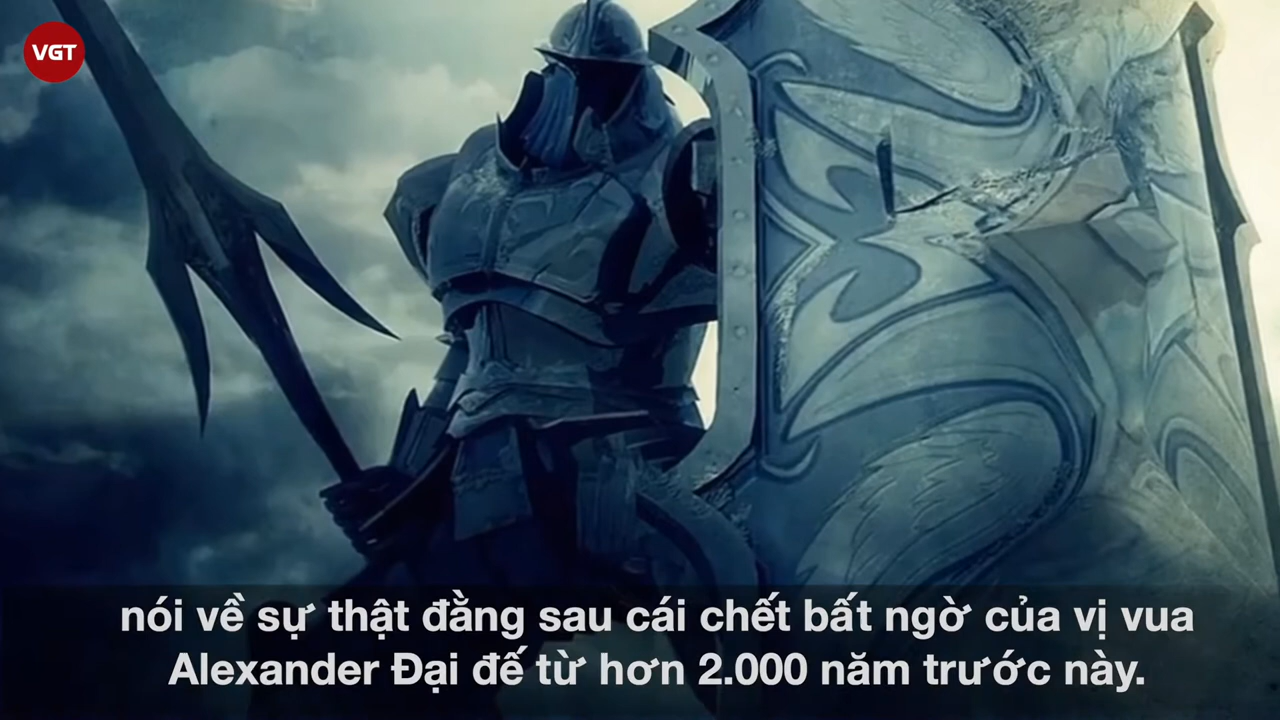 VGT
nói về sự thật đằng sau cái chết bất ngờ của vị vua
Alexander Đại đế từ hơn 2.000 năm trước này.